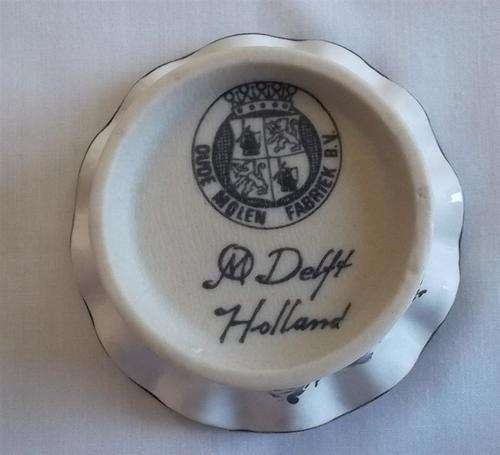 OUDE MOLEN FABRIEK B.V.
OM Delft
Holland